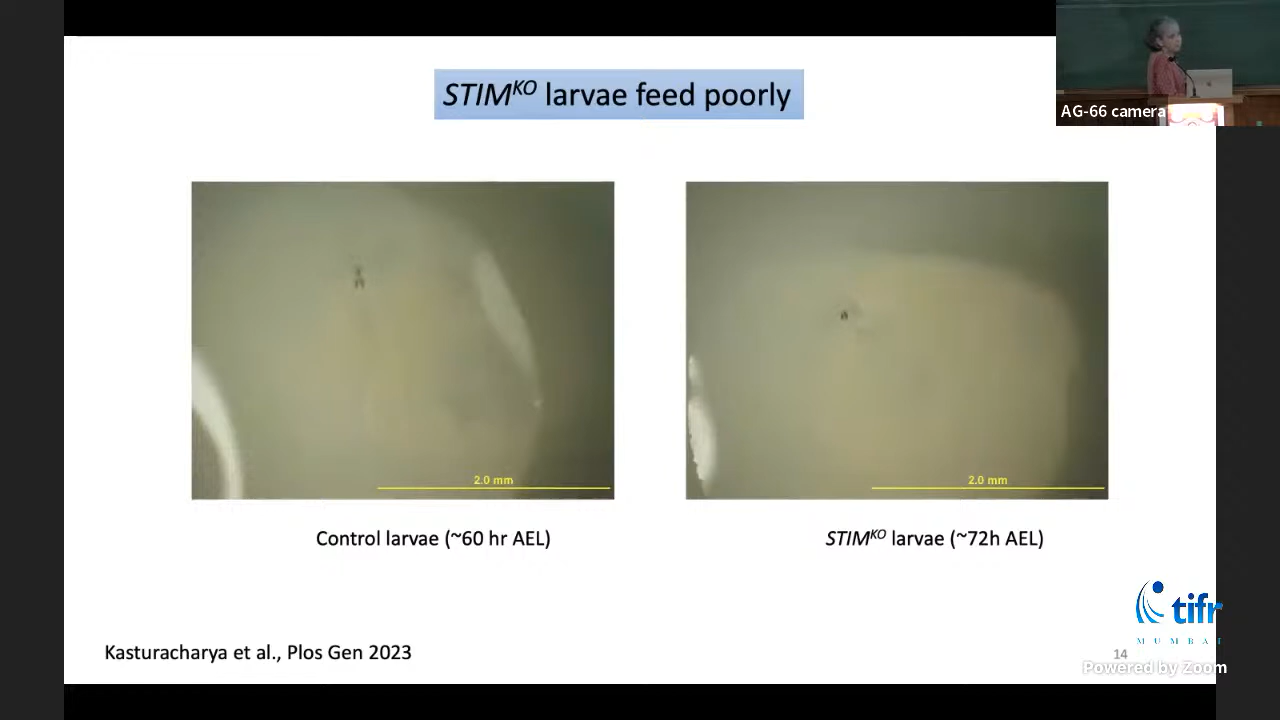 STIMᴷᴼ larvae feed poorly
AG-66 camera
2.0 mm
2.0 mm
Control larvae (~60 hr AEL)
STIMᴷᴼ larvae (~72h AEL)
tifr
MUMBAI
Kasturacharya et al., Plos Gen 2023
14
Powered by Zoom